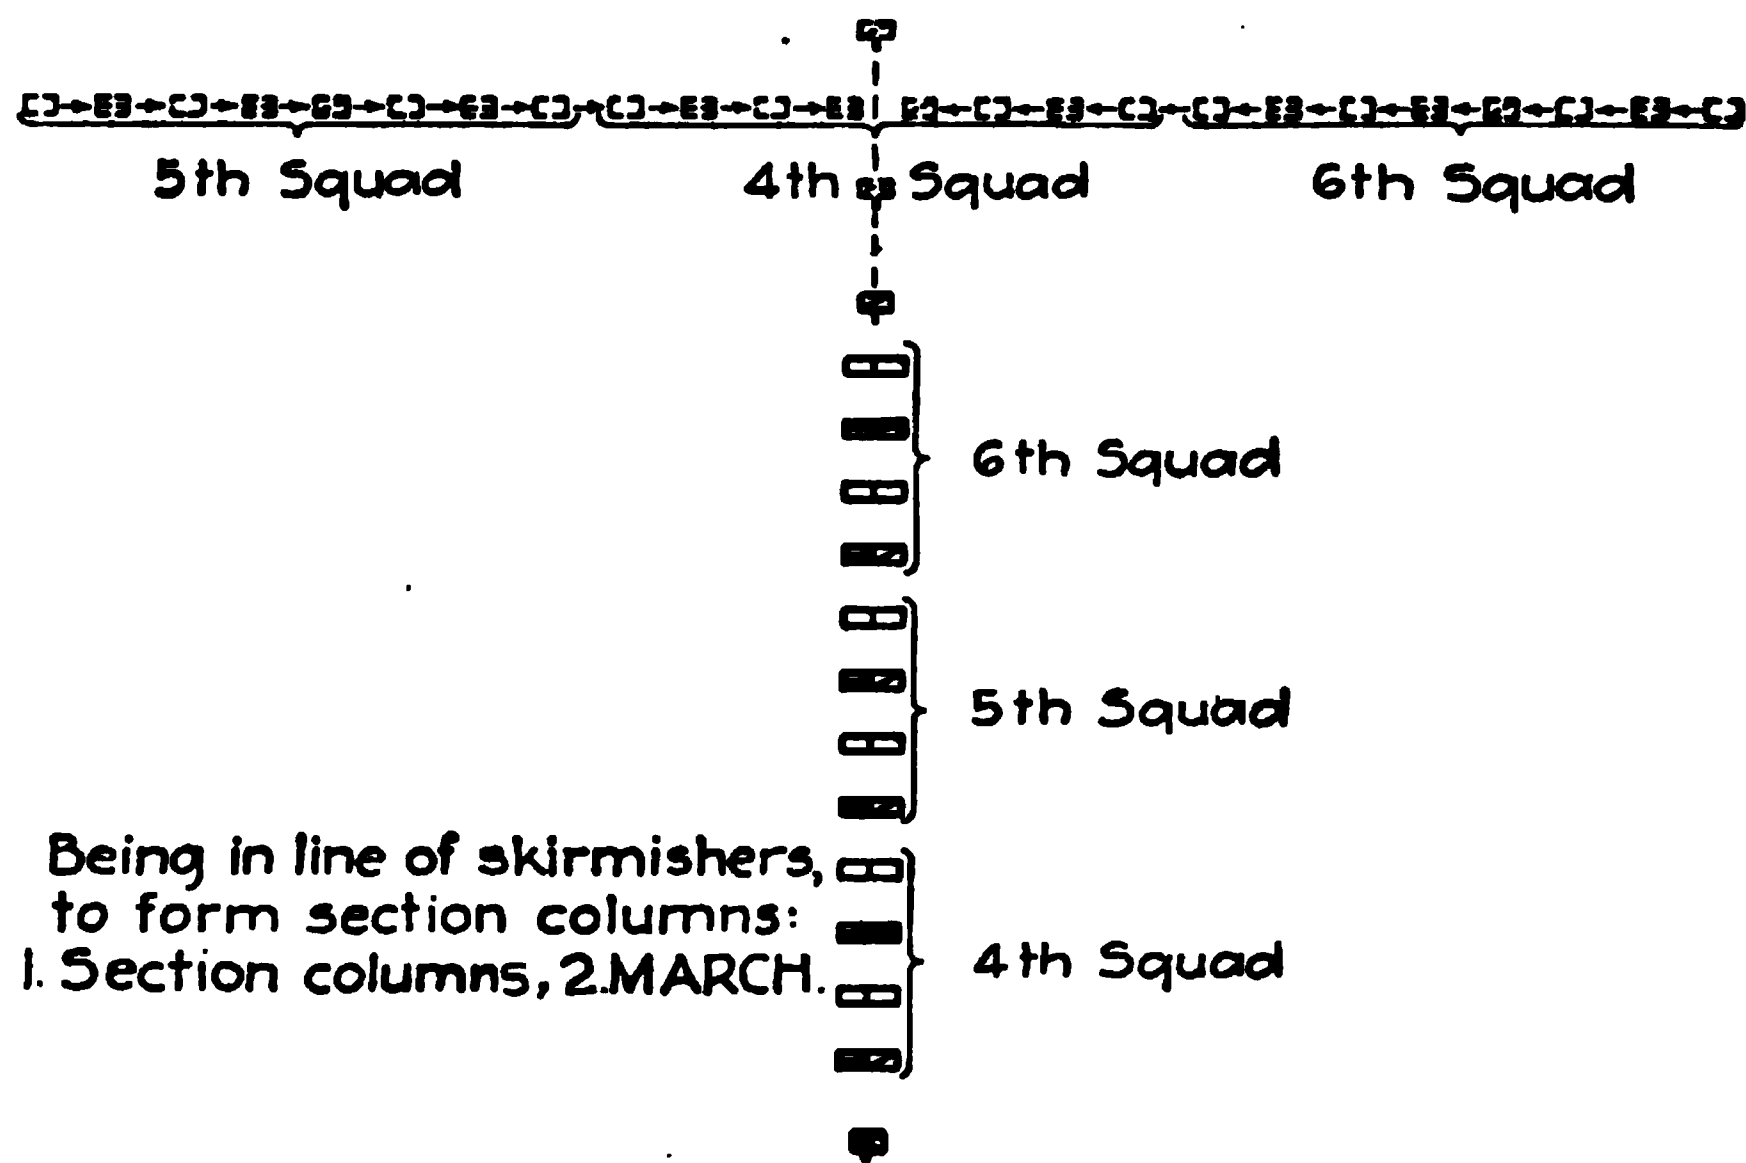 5th Squad 4th Squad 6th Squad
6th Squad
5th Squad
Being in line of skirmishers,
to form section columns:
1. Section columns, 2.MARCH.
4th Squad